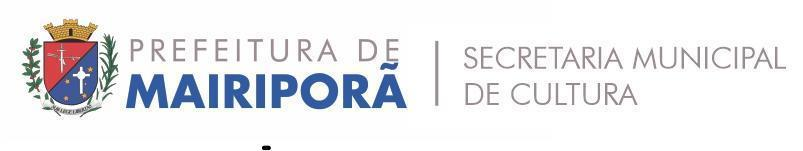 PREFEITURA DE
MAIRIPORÃ
SECRETARIA MUNICIPAL
DE CULTURA